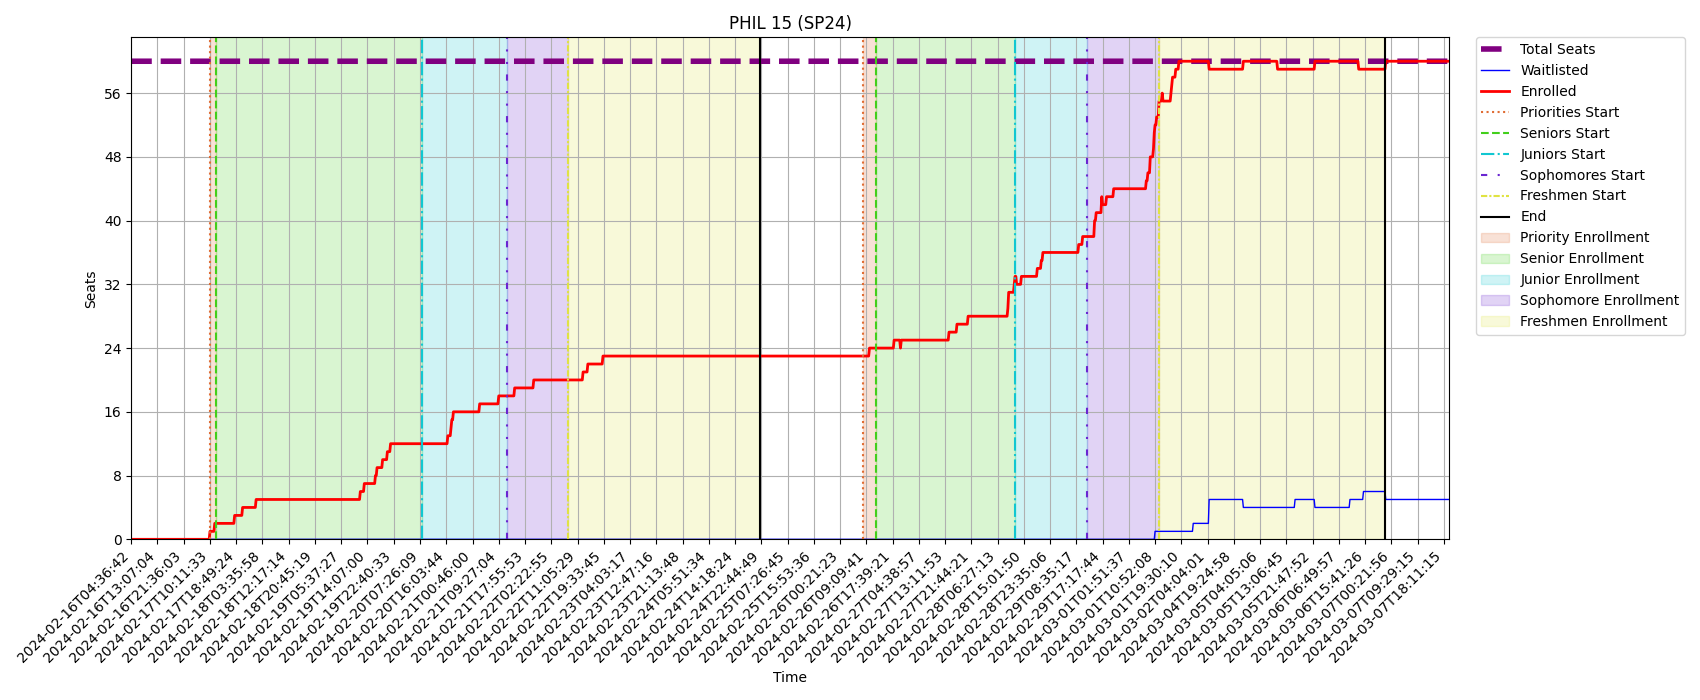 PHIL 15 (SP24)
Seats
56
48
40
32
24
16
8
0
2024-02-16T04:36:42
2024-02-16T13:07:04
2024-02-16T21:36:03
2024-02-17T10:11:33
2024-02-17T18:49:24
2024-02-18T03:35:58
2024-02-18T12:17:14
2024-02-18T20:45:19
2024-02-19T05:37:27
2024-02-19T14:07:00
2024-02-19T22:40:33
2024-02-20T07:26:09
2024-02-20T16:03:44
2024-02-21T00:46:00
2024-02-21T09:27:04
2024-02-21T17:55:53
2024-02-22T02:22:55
2024-02-22T11:05:29
2024-02-22T19:33:45
2024-02-23T04:03:17
2024-02-23T12:47:16
2024-02-23T21:13:48
2024-02-24T05:51:34
2024-02-24T14:18:24
2024-02-24T22:44:49
2024-02-25T07:26:45
2024-02-25T15:53:36
2024-02-26T00:21:23
2024-02-26T09:09:41
2024-02-26T17:39:21
2024-02-27T04:38:57
2024-02-27T13:11:53
2024-02-27T21:44:21
2024-02-28T06:27:13
2024-02-28T15:01:50
2024-02-28T23:35:06
2024-02-29T08:35:17
2024-02-29T17:17:44
2024-03-01T01:51:37
2024-03-01T10:52:08
2024-03-01T19:30:10
2024-03-02T04:04:01
2024-03-04T19:24:58
2024-03-05T04:05:06
2024-03-05T13:06:45
2024-03-05T21:47:52
2024-03-06T06:49:57
2024-03-06T15:41:26
2024-03-07T00:21:56
2024-03-07T09:29:15
2024-03-07T18:11:15
Time
Total Seats
Waitlisted
Enrolled
Priorities Start
Seniors Start
Juniors Start
Sophomores Start
Freshmen Start
End
Priority Enrollment
Senior Enrollment
Junior Enrollment
Sophomore Enrollment
Freshmen Enrollment